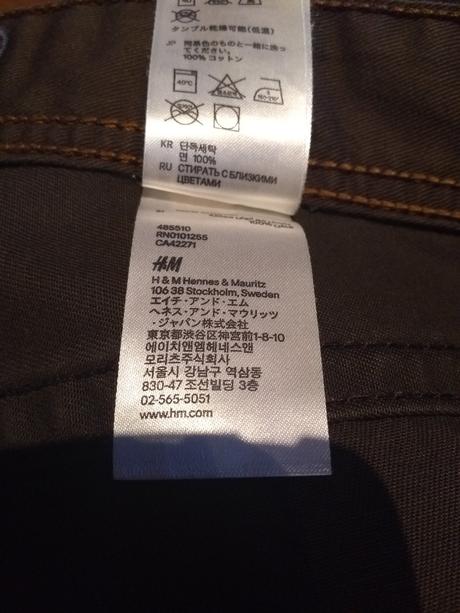 タンブル乾燥可能(低温)
JP 同系色のものと一緒に洗っ
てください。
100% コットン
40°C
KR 단독세탁
면 100%
RU СТИРАТЬ С БЛИЗКИМИ
ЦВЕТАМИ
485510
RN0101255
CA42271
H&M
H & M Hennes & Mauritz
106 38 Stockholm, Sweden
エイチ・アンド・エム
ヘネス・アンド・マウリッツ
・ジャパン株式会社
東京都渋谷区神宮前1-8-10
에이치앤엠헤네스앤
모리츠주식회사
서울시 강남구 역삼동
830-47 조선빌딩 3층
02-565-5051
www.hm.com